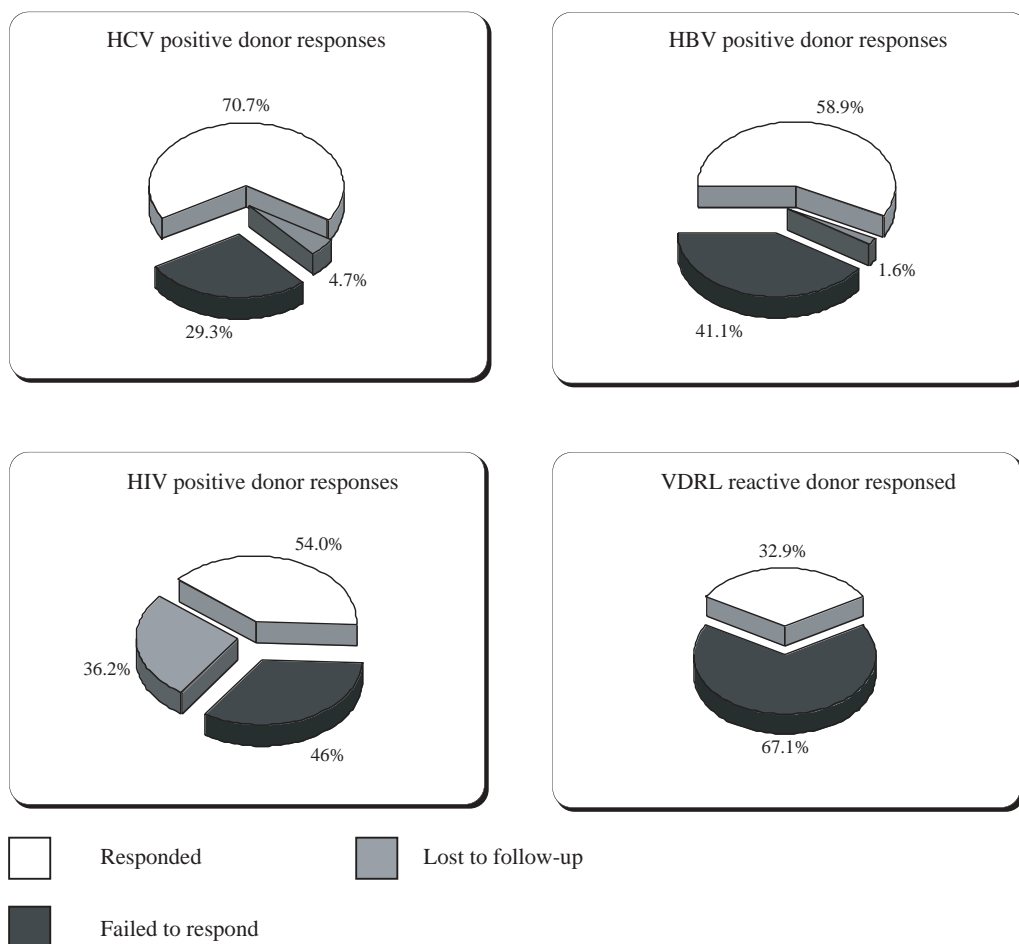 HCV positive donor responses
70.7%
4.7%
29.3%
HBV positive donor responses
58.9%
1.6%
41.1%
HIV positive donor responses
54.0%
36.2%
46%
VDRL reactive donor responsed
32.9%
67.1%
Responded
Lost to follow-up
Failed to respond